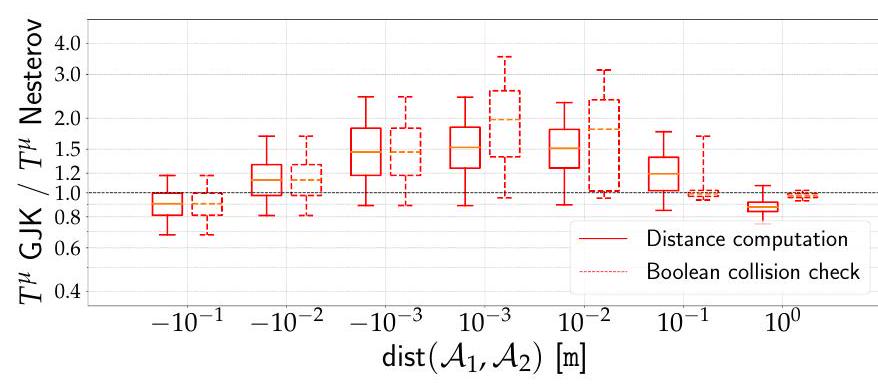 T^μ GJK / T^μ Nesterov
4.0
3.0
2.0
1.5
1.2
1.0
0.8
0.6
0.4
Distance computation
Boolean collision check
−10⁻¹ −10⁻² −10⁻³ 10⁻³ 10⁻² 10⁻¹ 10⁰
dist(𝒜₁, 𝒜₂) [m]